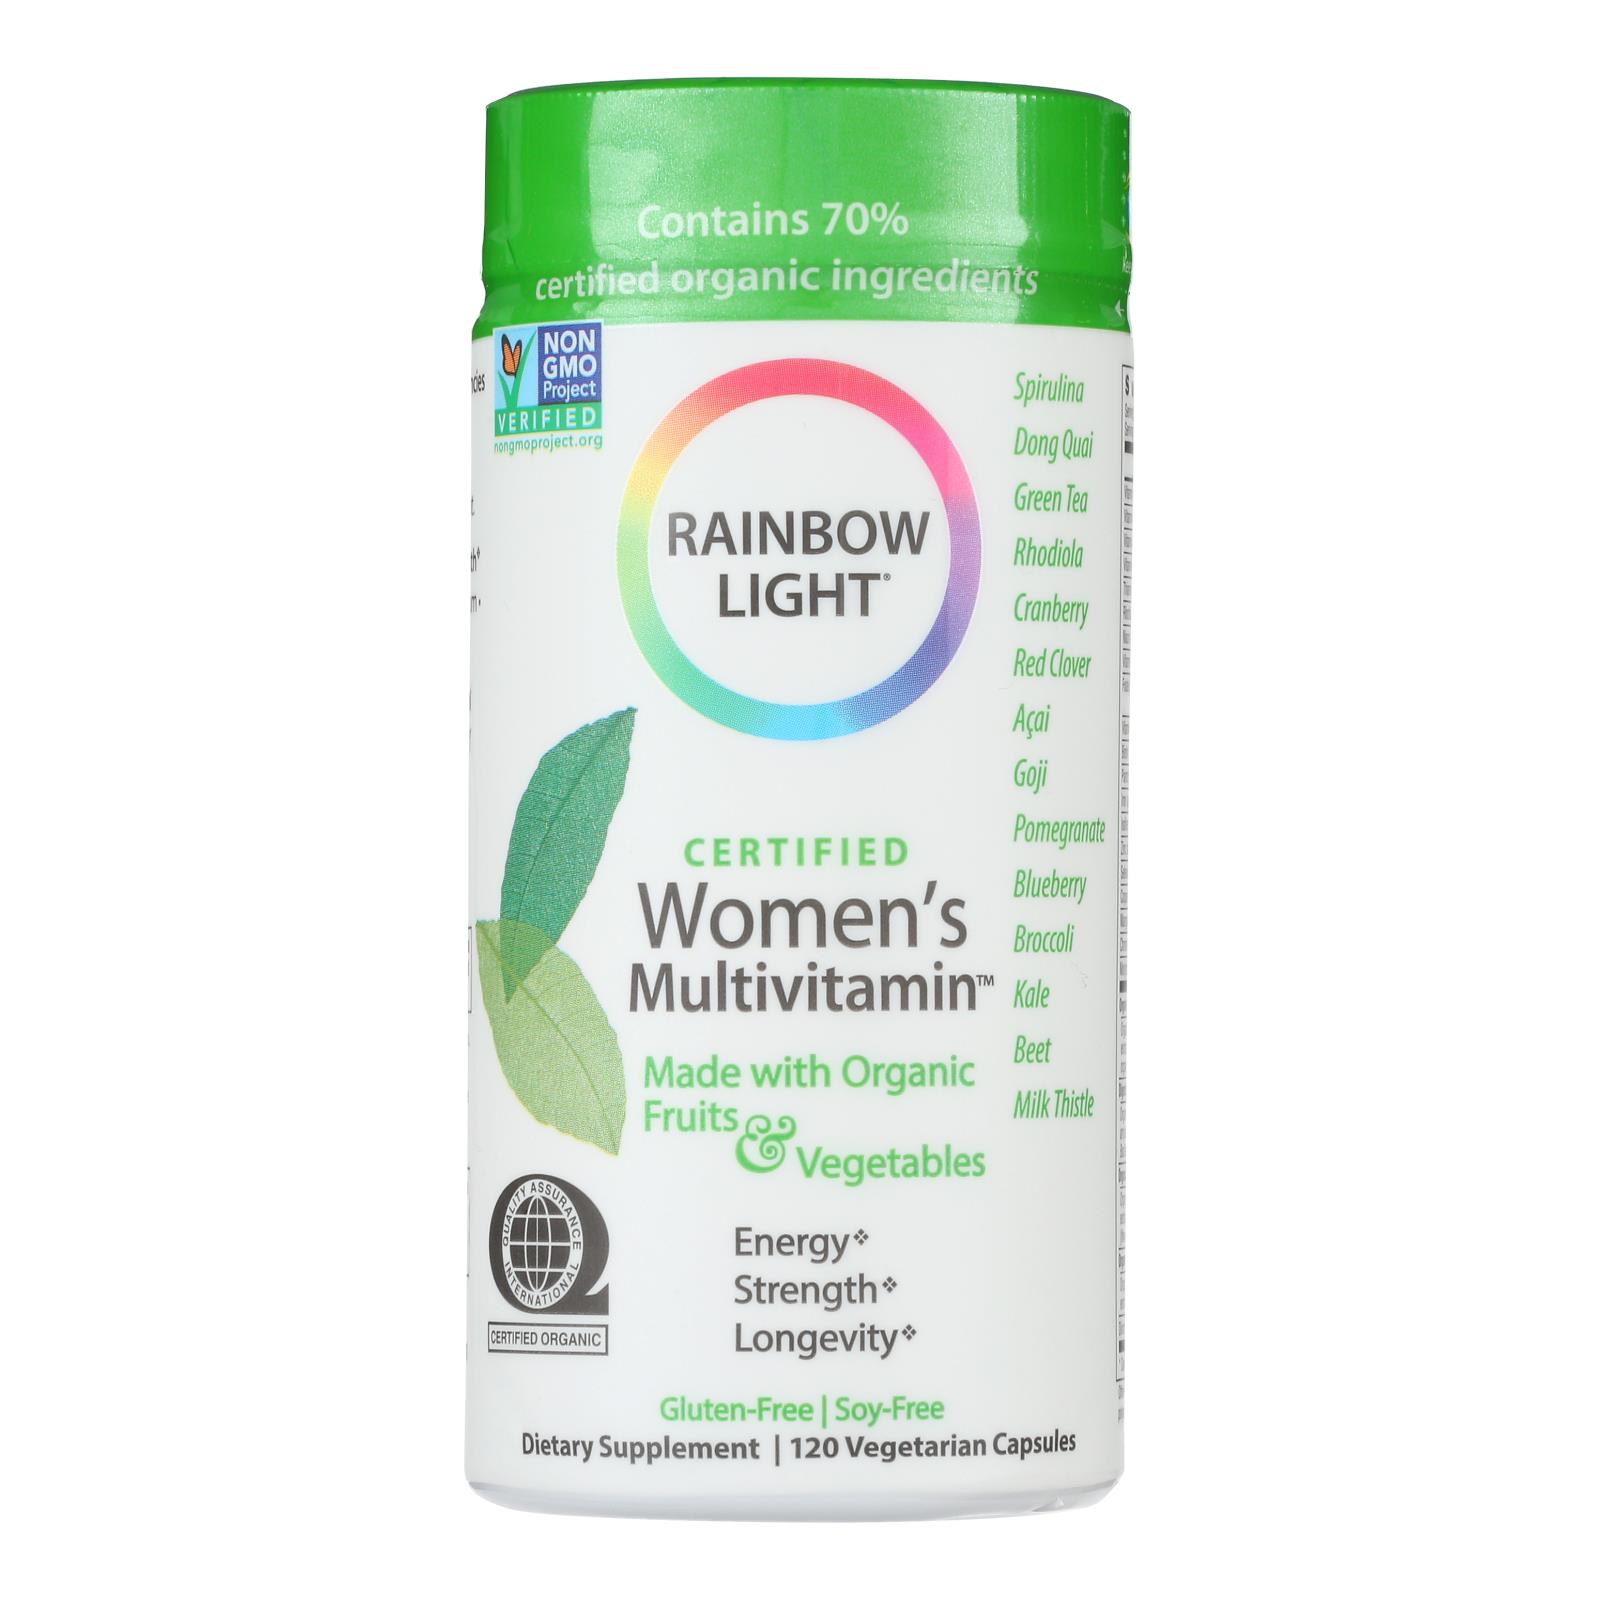 Contains 70%
certified organic ingredients
NON
GMO
Project
VERIFIED
nongmoproject.org
RAINBOW
LIGHT®
CERTIFIED
Women's
Multivitamin™
Made with Organic
Fruits & Vegetables
Energy❖
Strength❖
Longevity❖
Gluten-Free | Soy-Free
Dietary Supplement | 120 Vegetarian Capsules
Spirulina
Dong Quai
Green Tea
Rhodiola
Cranberry
Red Clover
Açai
Goji
Pomegranate
Blueberry
Broccoli
Kale
Beet
Milk Thistle
QUALITY ASSURANCE
INTERNATIONAL
CERTIFIED ORGANIC